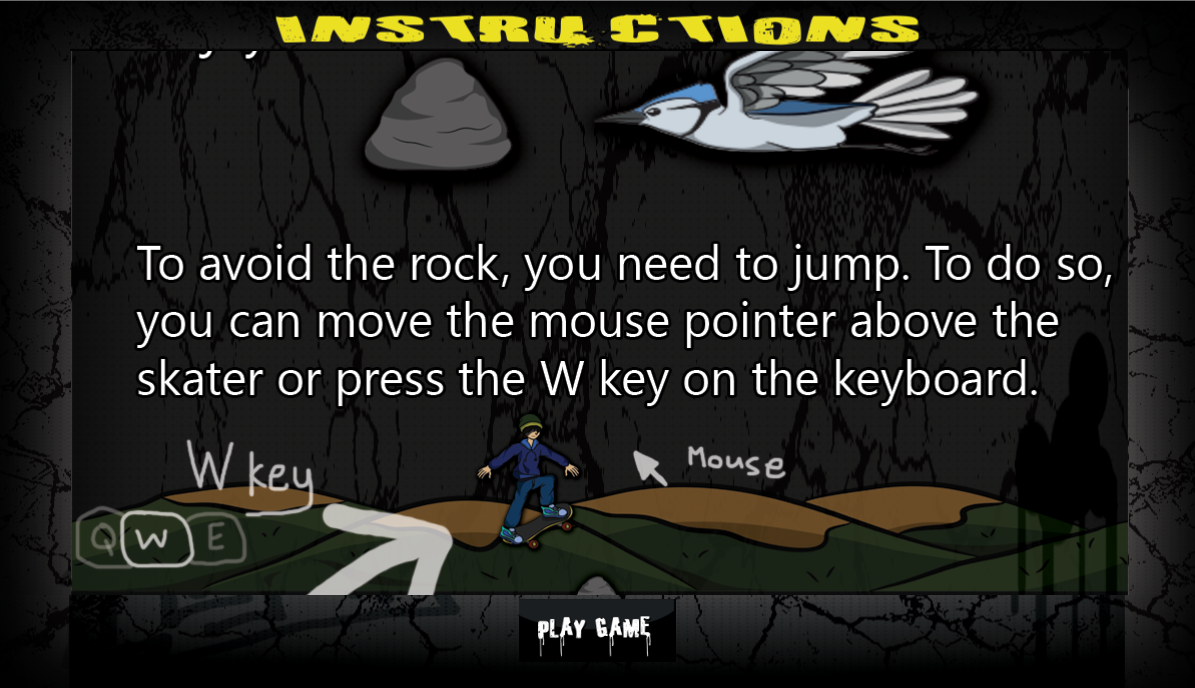 INSTRUCTIONS
To avoid the rock, you need to jump. To do so,
you can move the mouse pointer above the
skater or press the W key on the keyboard.
W key
Mouse
Q W E
PLAY GAME